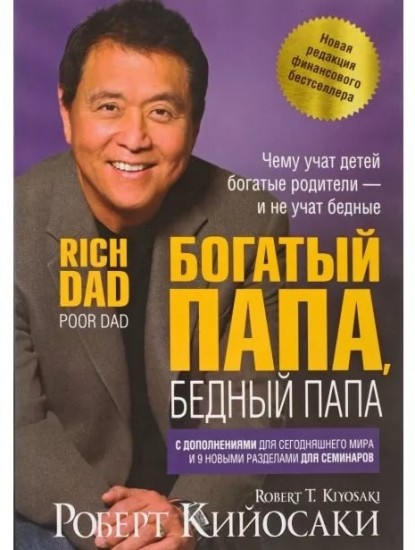 Новая
редакция
финансового
бестселлера
Чему учат детей
богатые родители —
и не учат бедные
RICH
DAD
POOR DAD
БОГАТЫЙ
ПАПА,
БЕДНЫЙ ПАПА
С ДОПОЛНЕНИЯМИ ДЛЯ СЕГОДНЯШНЕГО МИРА
И 9 НОВЫМИ РАЗДЕЛАМИ ДЛЯ СЕМИНАРОВ
ROBERT T. KIYOSAKI
РОБЕРТ КИЙОСАКИ